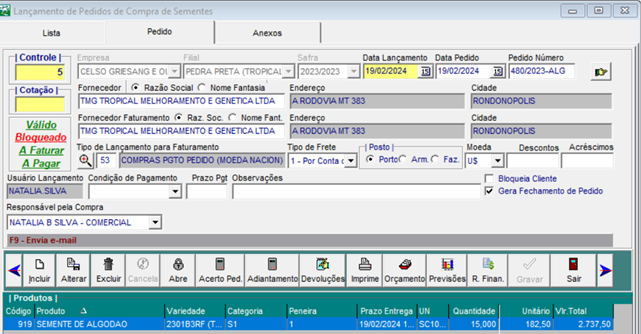 Lançamento de Pedidos de Compra de Sementes
Lista Pedido Anexos
Controle Empresa Filial Safra Data Lançamento Data Pedido Pedido Número
5 CELSO GRIESANG E OU PEDRA PRETA (TROPICAL 2023/2023 19/02/2024 15 19/02/2024 15 480/2023-ALG
Cotação Fornecedor Razão Social Nome Fantasia Endereço Cidade
TMG TROPICAL MELHORAMENTO E GENETICA LTDA A RODOVIA MT 383 RONDONOPOLIS
Válido Fornecedor Faturamento Raz. Soc. Nome Fant. Endereço Cidade
Bloqueado TMG TROPICAL MELHORAMENTO E GENETICA LTDA A RODOVIA MT 383 RONDONOPOLIS
A Faturar Tipo de Lançamento para Faturamento Tipo de Frete Posto Moeda Descontos Acréscimos
A Pagar 53 COMPRAS PGTO PEDIDO (MOEDA NACION) 1 - Por Conta Porto Arm. Faz. U$
Usuário Lançamento Condição de Pagamento Prazo Pgt Observações Bloqueia Cliente
NATALIA.SILVA Gera Fechamento de Pedido
Responsável pela Compra
NATALIA B SILVA - COMERCIAL
F9 - Envia e-mail
Incluir Alterar Excluir Cancela Abre Acerto Ped. Adiantamento Devoluções Imprime Orçamento Previsões R. Finan. Gravar Sair
| Produtos |
Código Produto Variedade Categoria Peneira Prazo Entrega UN Quantidade Unitário Vlr.Total
919 SEMENTE DE ALGODAO 2301B3RF (T... S1 1 19/02/2024 1... SC10... 15,000 182,50 2.737,50